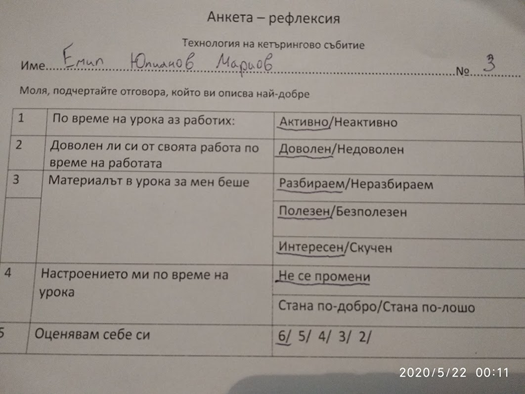 Анкета – рефлексия
Технология на кетърингово събитие
Име Емил Юлианов Марков № 3
Моля, подчертайте отговора, който ви описва най-добре
1 По време на урока аз работих: Активно/Неактивно
2 Доволен ли си от своята работа по време на работата Доволен/Недоволен
3 Материалът в урока за мен беше Разбираем/Неразбираем
Полезен/Безполезен
Интересен/Скучен
4 Настроението ми по време на урока Не се промени
Стана по-добро/Стана по-лошо
5 Оценявам себе си 6/ 5/ 4/ 3/ 2/
2020/5/22 00:11